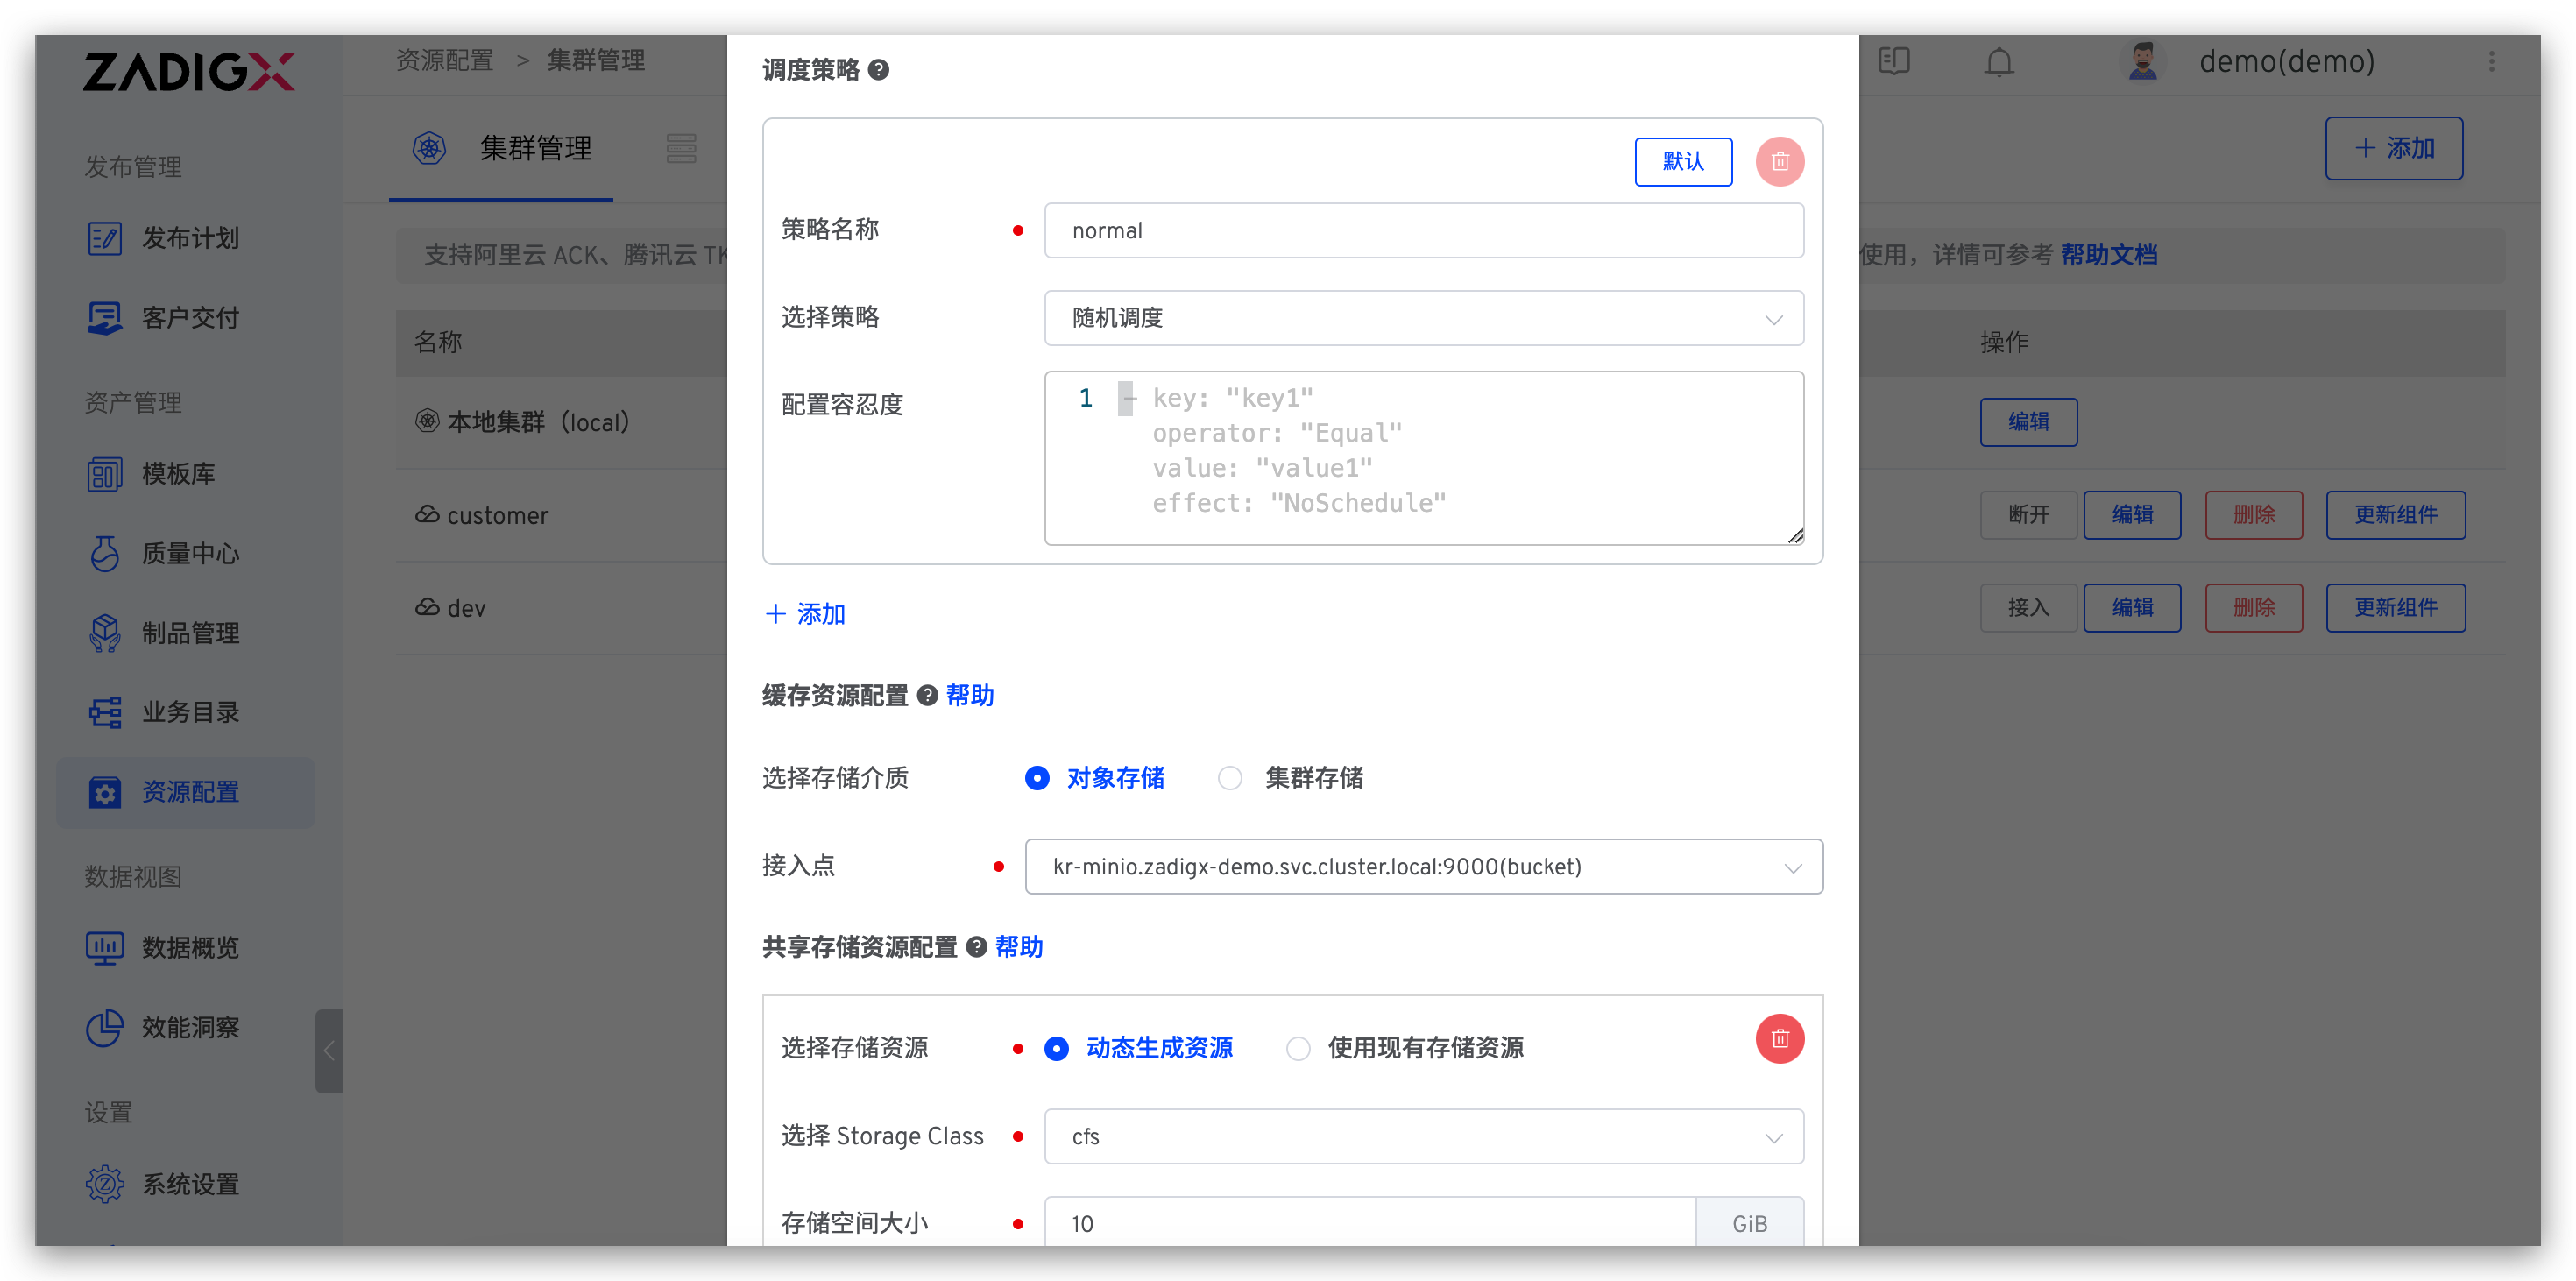 ZADIGX
发布管理
发布计划
客户交付
资产管理
模板库
质量中心
制品管理
业务目录
资源配置
数据视图
数据概览
效能洞察
设置
系统设置
资源配置 > 集群管理
demo(demo)
集群管理
+ 添加
支持阿里云 ACK、腾讯云 TK
使用，详情可参考 帮助文档
名称
操作
本地集群（local）
编辑
customer
断开 编辑 删除 更新组件
dev
接入 编辑 删除 更新组件
调度策略
默认
策略名称 normal
选择策略 随机调度
配置容忍度
1 - key: "key1"
operator: "Equal"
value: "value1"
effect: "NoSchedule"
+ 添加
缓存资源配置 帮助
选择存储介质 对象存储 集群存储
接入点 kr-minio.zadigx-demo.svc.cluster.local:9000(bucket)
共享存储资源配置 帮助
选择存储资源 动态生成资源 使用现有存储资源
选择 Storage Class cfs
存储空间大小 10 GiB